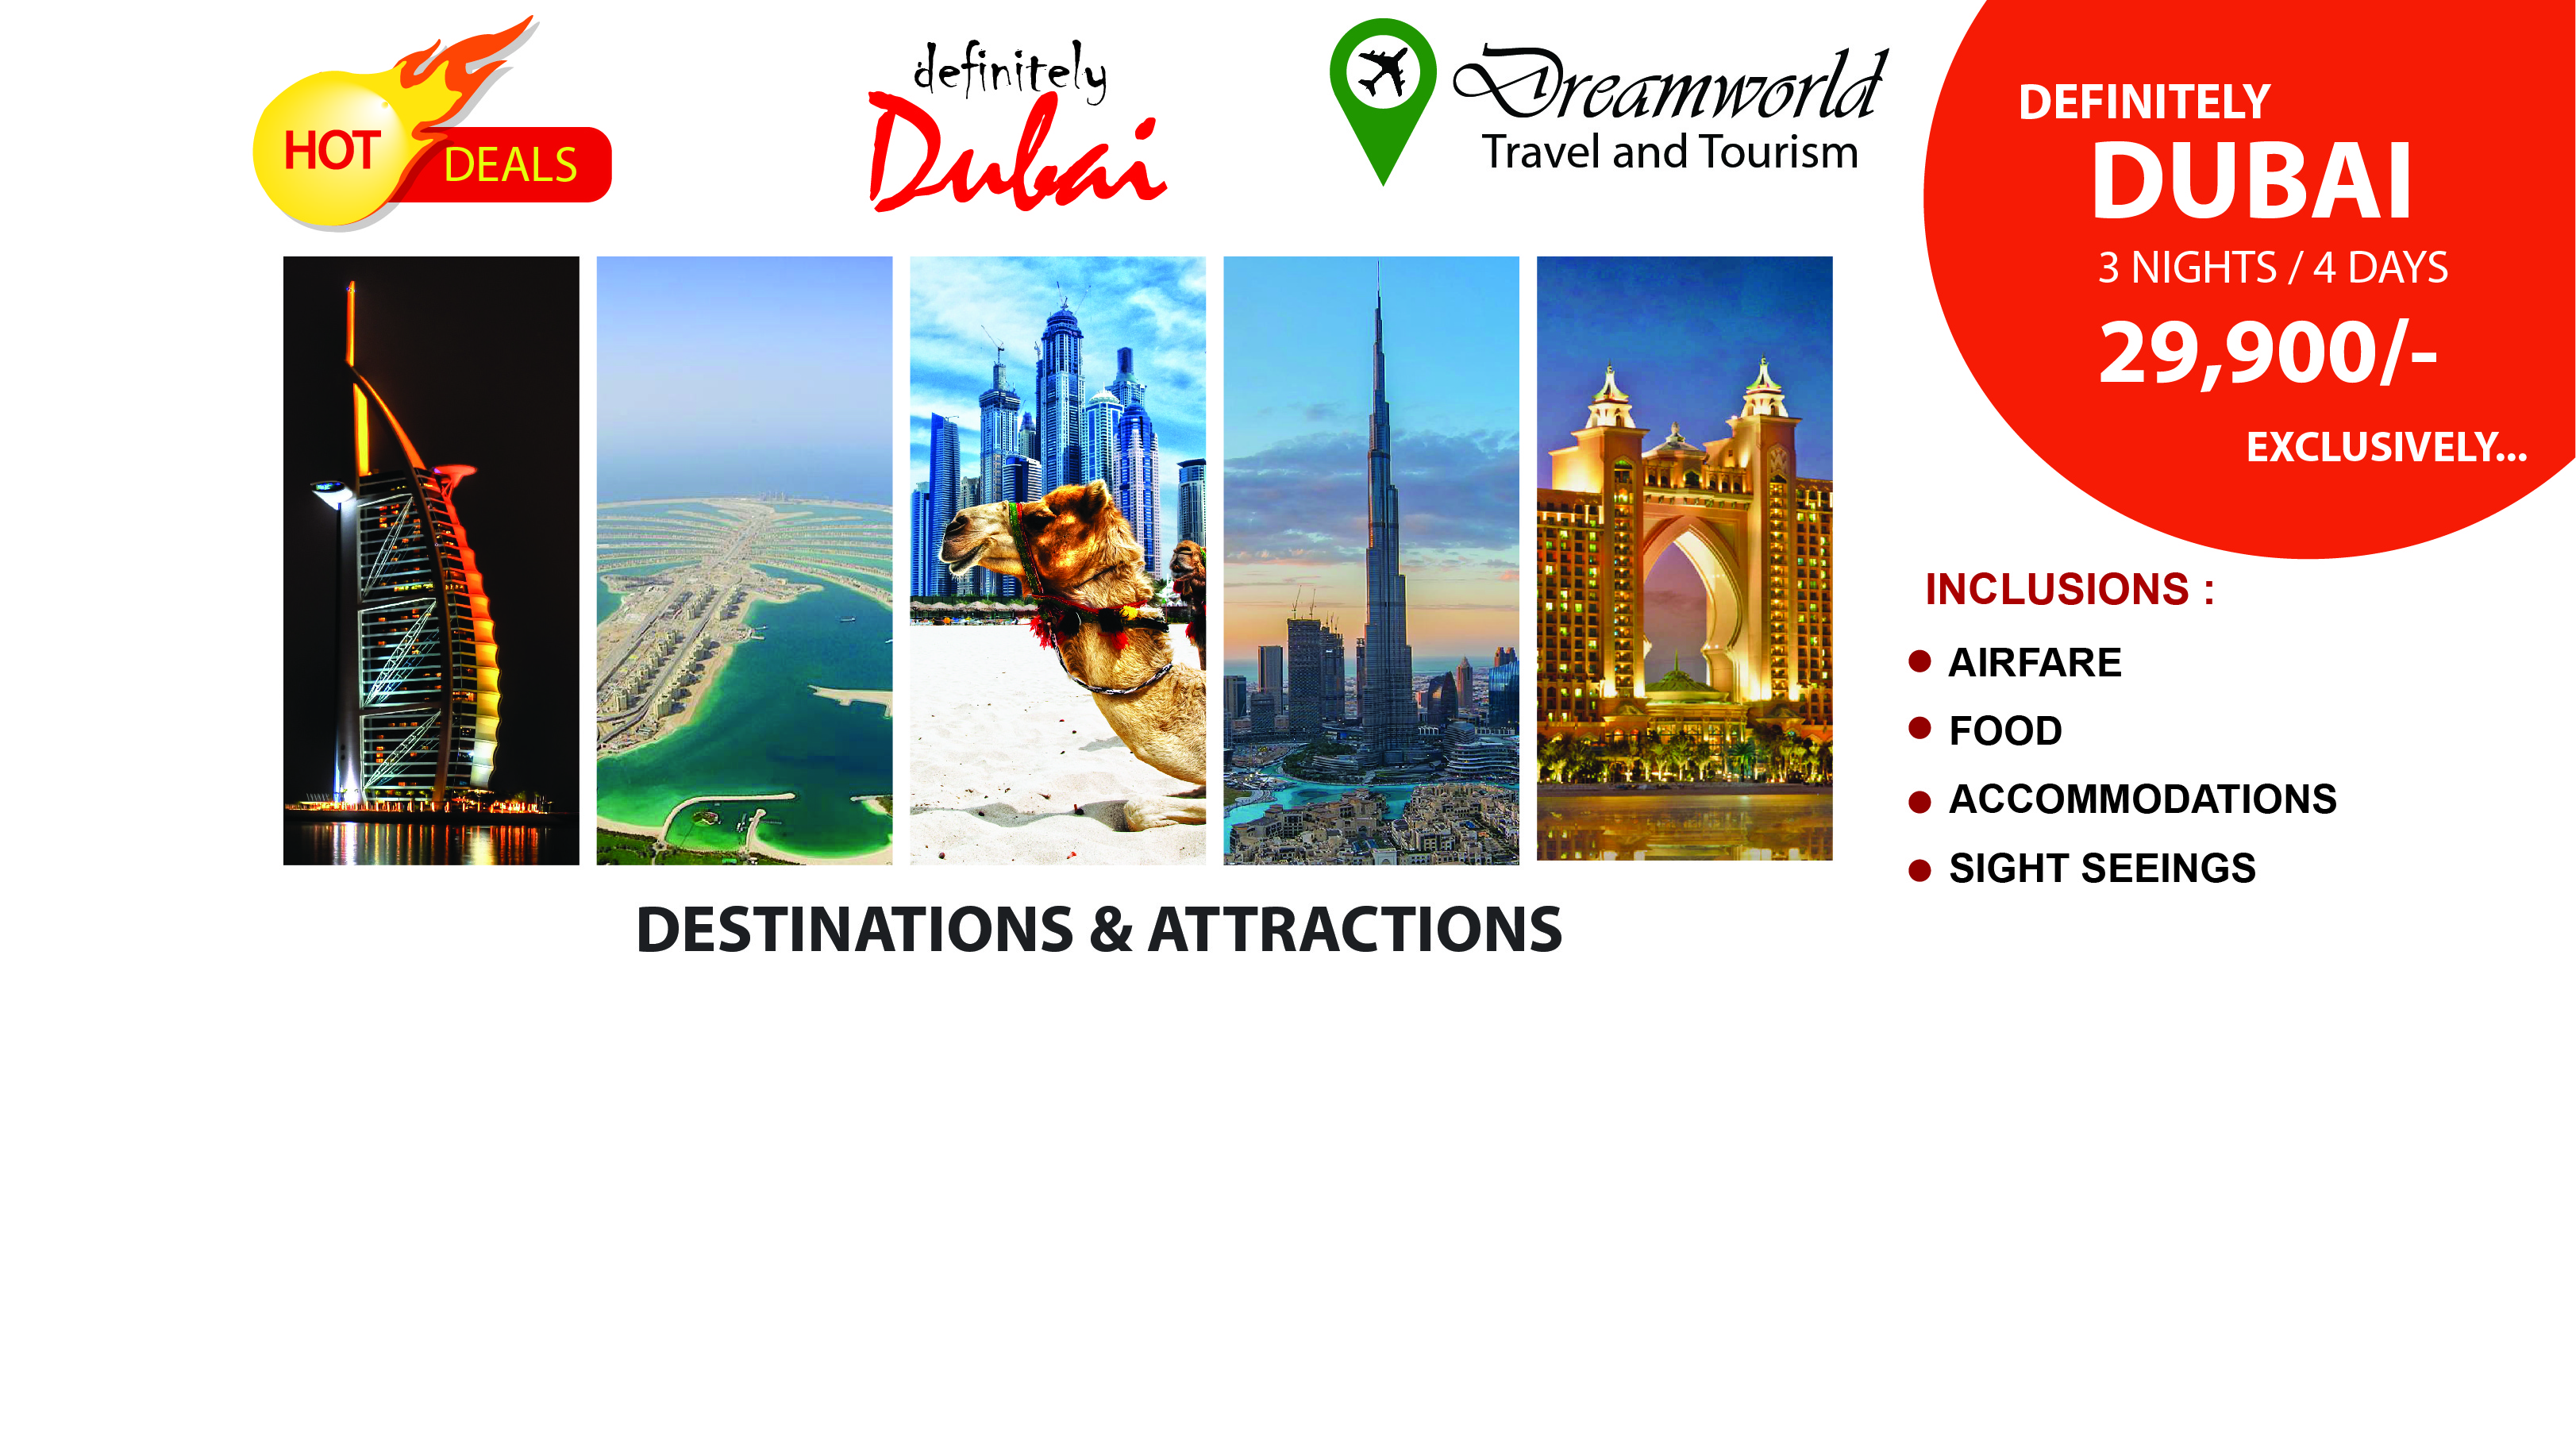 HOT
DEALS
definitely
Dubai
Dreamworld
Travel and Tourism
DEFINITELY
DUBAI
3 NIGHTS / 4 DAYS
29,900/-
EXCLUSIVELY...
INCLUSIONS :
AIRFARE
FOOD
ACCOMMODATIONS
SIGHT SEEINGS
DESTINATIONS & ATTRACTIONS